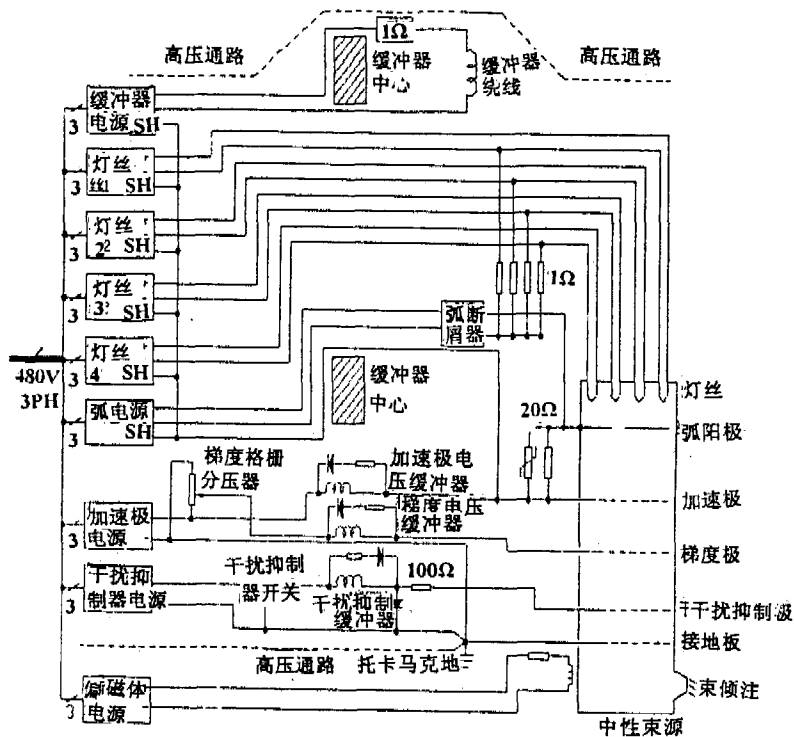 1Ω
高压通路
高压通路
缓冲器
中心
缓冲器
绕线
缓冲器
电源 SH
3
灯丝
丝1 SH
3
灯丝
2² SH
3
灯丝
3 SH
3
灯丝
4 SH
3
480V
3PH
1Ω
弧断
屑器
缓冲器
中心
弧电源
SH
3
20Ω
灯丝
弧阳极
梯度格栅
分压器
加速极电
压缓冲器
梯度电压
缓冲器
加速极
加速极
电源
3
梯度极
干扰抑制
器开关
100Ω
干扰抑
制器电源
3
干扰抑制
缓冲器
干扰抑制极
接地板
高压通路
托卡马克地
偏磁体
电源
3
束倾注
中性束源